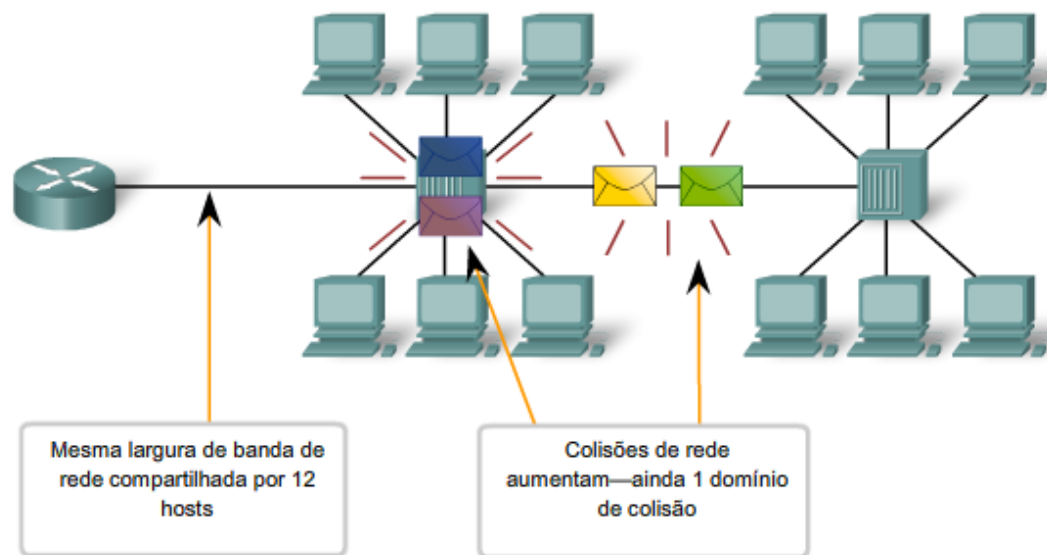 Mesma largura de banda de
rede compartilhada por 12
hosts
Colisões de rede
aumentam—ainda 1 domínio
de colisão